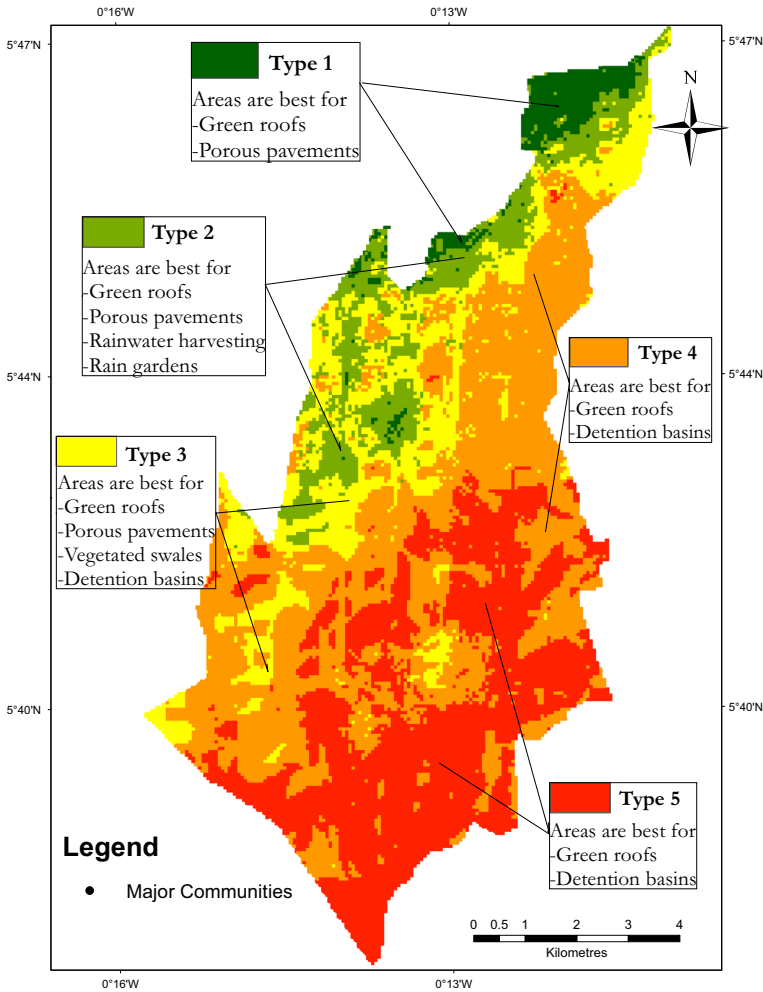 0°16'W
0°13'W
5°47'N
5°47'N
Type 1
Areas are best for
-Green roofs
-Porous pavements
N
Type 2
Areas are best for
-Green roofs
-Porous pavements
-Rainwater harvesting
-Rain gardens
Type 4
Areas are best for
-Green roofs
-Detention basins
5°44'N
5°44'N
Type 3
Areas are best for
-Green roofs
-Porous pavements
-Vegetated swales
-Detention basins
5°40'N
5°40'N
Type 5
Areas are best for
-Green roofs
-Detention basins
Legend
Major Communities
0 0.5 1 2 3 4
Kilometres
0°16'W
0°13'W